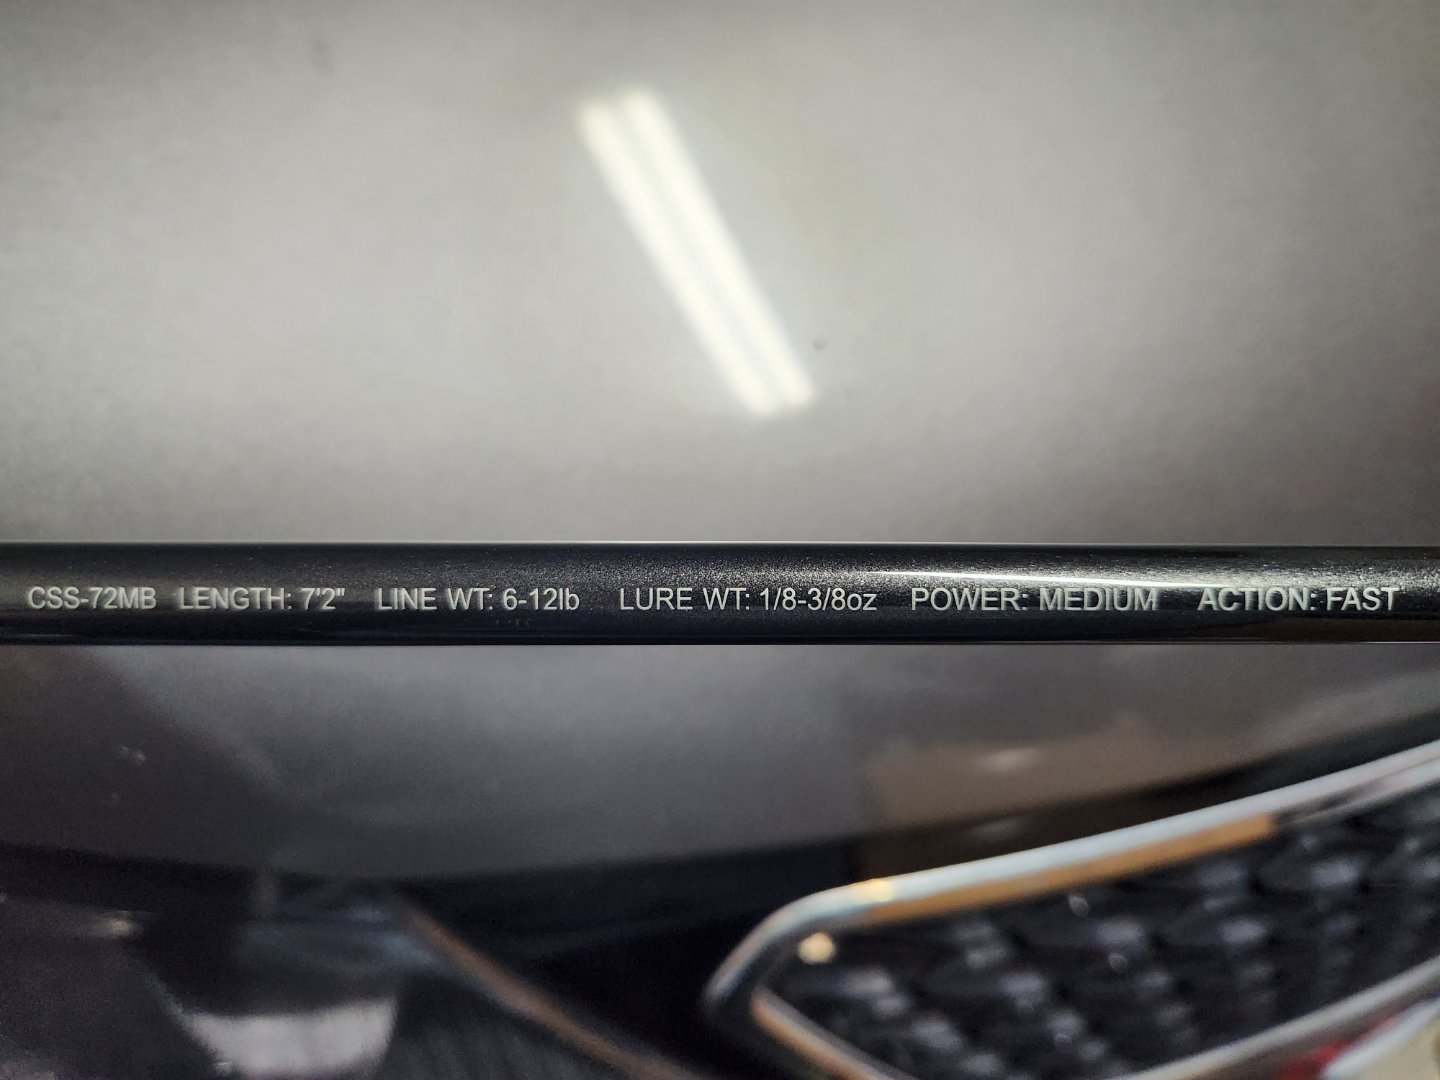 CSS-72MB LENGTH: 7'2" LINE WT: 6-12lb LURE WT: 1/8-3/8oz POWER: MEDIUM ACTION: FAST